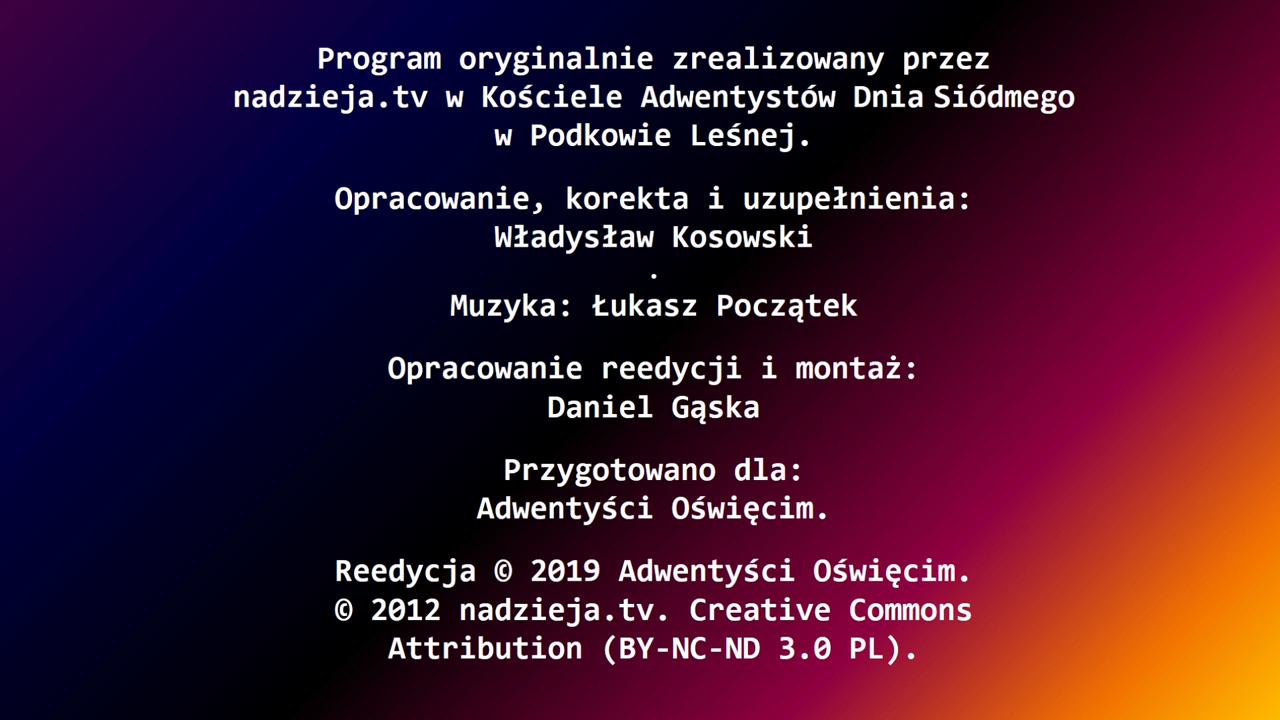 Program oryginalnie zrealizowany przez
nadzieja.tv w Kościele Adwentystów Dnia Siódmego
w Podkowie Leśnej.
Opracowanie, korekta i uzupełnienia:
Władysław Kosowski
.
Muzyka: Łukasz Początek
Opracowanie reedycji i montaż:
Daniel Gąska
Przygotowano dla:
Adwentyści Oświęcim.
Reedycja © 2019 Adwentyści Oświęcim.
© 2012 nadzieja.tv. Creative Commons
Attribution (BY-NC-ND 3.0 PL).